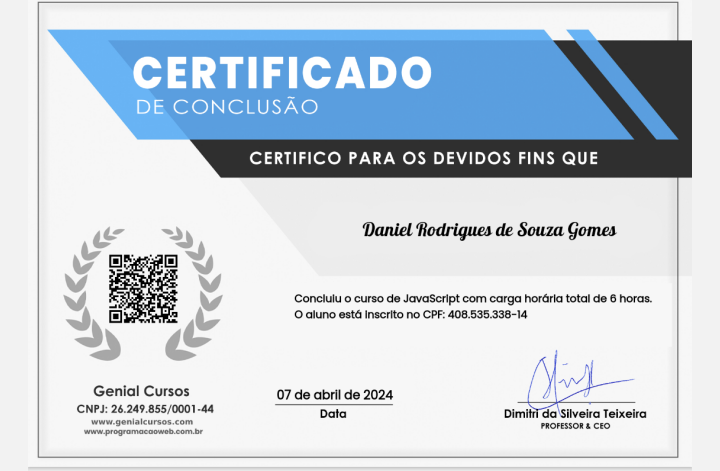 CERTIFICADO
DE CONCLUSÃO
CERTIFICO PARA OS DEVIDOS FINS QUE
Daniel Rodrigues de Souza Gomes
Concluiu o curso de JavaScript com carga horária total de 6 horas.
O aluno está inscrito no CPF: 408.535.338-14
Genial Cursos
CNPJ: 26.249.855/0001-44
www.genialcursos.com
www.programacaoweb.com.br
07 de abril de 2024
Data
Dimitri da Silveira Teixeira
PROFESSOR & CEO